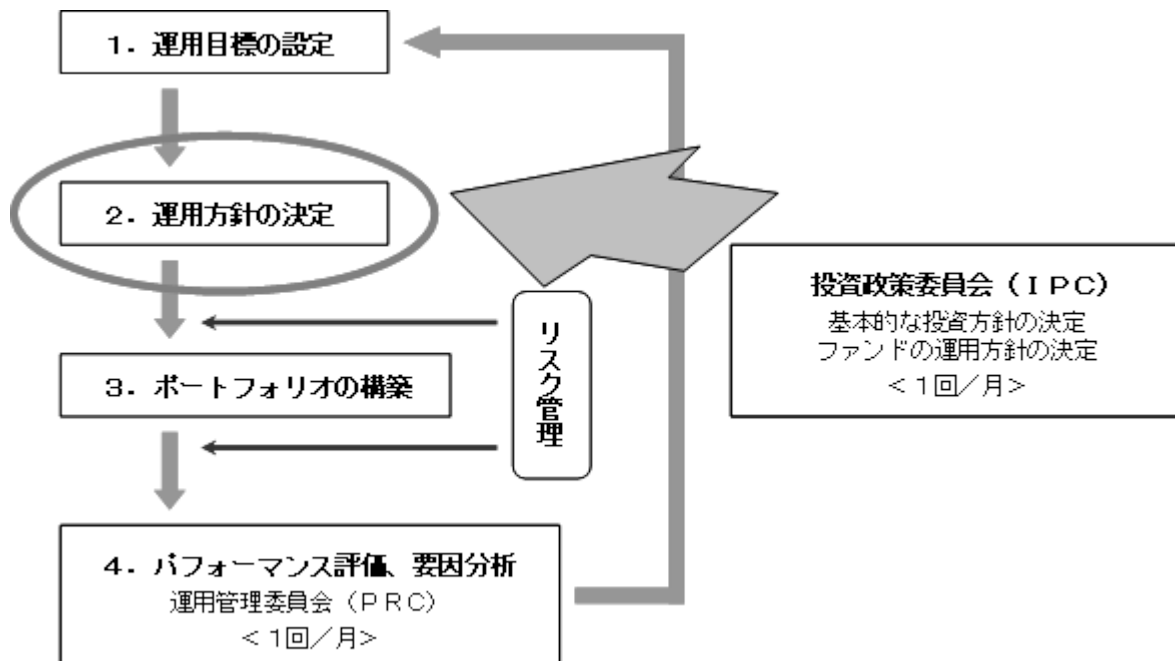 １．運用目標の設定
２．運用方針の決定
３．ポートフォリオの構築
４．パフォーマンス評価、要因分析
運用管理委員会（ＰＲＣ）
＜１回／月＞
リスク管理
投資政策委員会（ＩＰＣ）
基本的な投資方針の決定
ファンドの運用方針の決定
＜１回／月＞